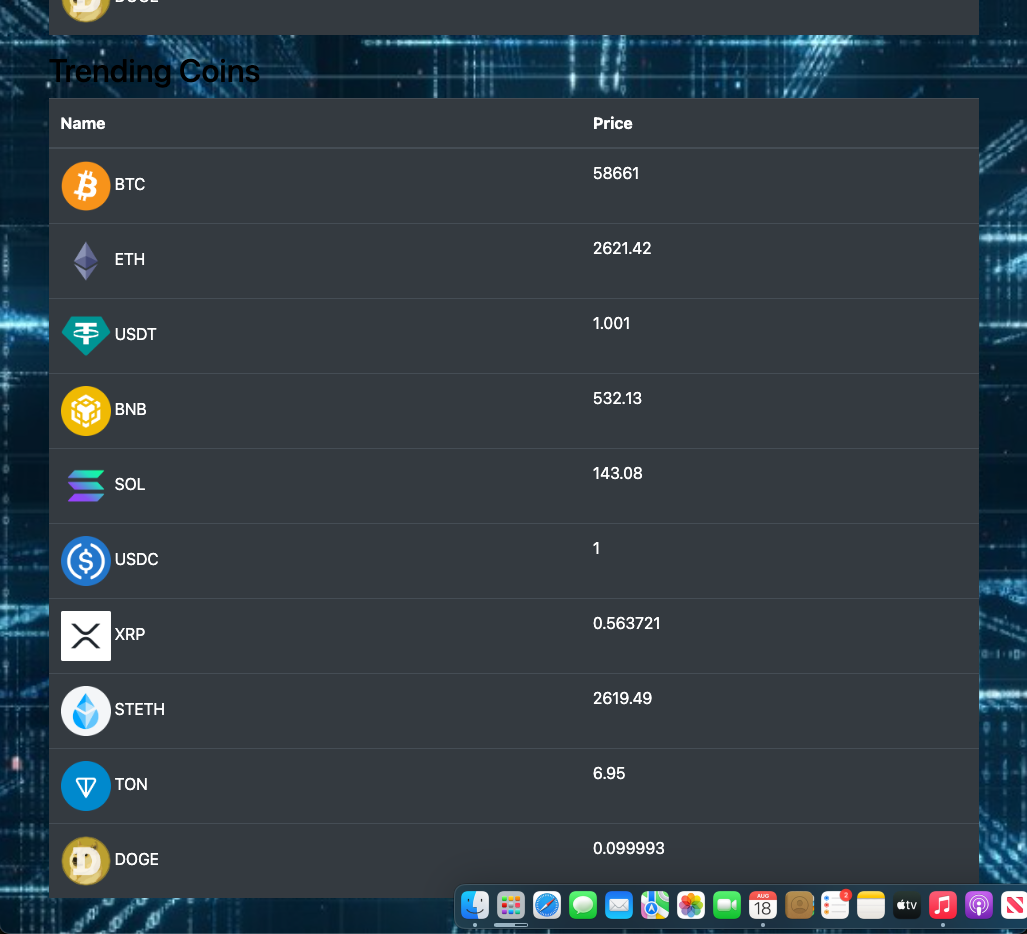 DOGE
Trending Coins
Name Price
BTC 58661
ETH 2621.42
USDT 1.001
BNB 532.13
SOL 143.08
USDC 1
XRP 0.563721
STETH 2619.49
TON 6.95
DOGE 0.099993
AUG
18
2
tv